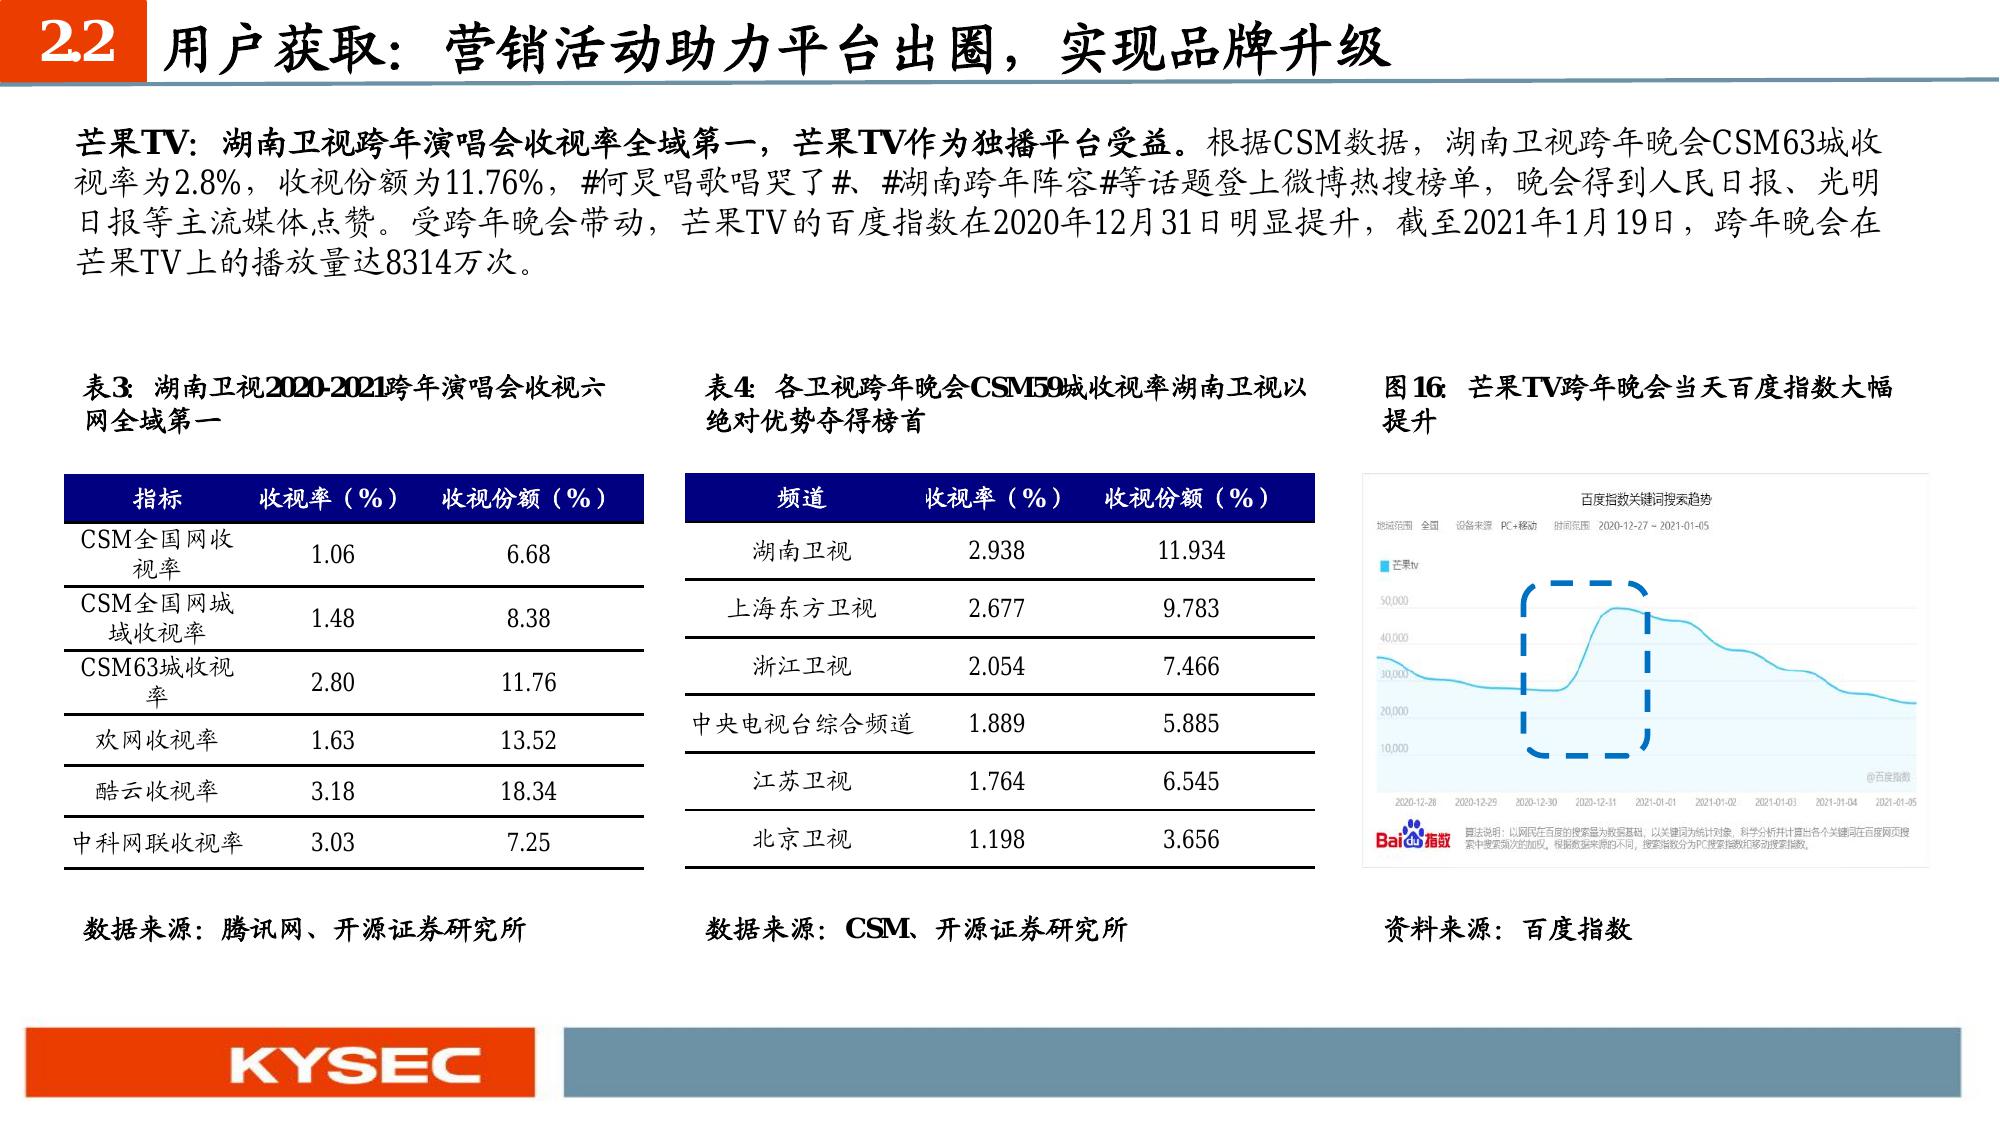 2.2 用户获取：营销活动助力平台出圈，实现品牌升级
芒果TV：湖南卫视跨年演唱会收视率全域第一，芒果TV作为独播平台受益。根据CSM数据，湖南卫视跨年晚会CSM63城收
视率为2.8%，收视份额为11.76%，#何炅唱歌唱哭了#、#湖南跨年阵容#等话题登上微博热搜榜单，晚会得到人民日报、光明
日报等主流媒体点赞。受跨年晚会带动，芒果TV的百度指数在2020年12月31日明显提升，截至2021年1月19日，跨年晚会在
芒果TV上的播放量达8314万次。
表3：湖南卫视2020-2021跨年演唱会收视六
网全域第一
指标 收视率（%） 收视份额（%）
CSM全国网收
视率 1.06 6.68
CSM全国网城
域收视率 1.48 8.38
CSM63城收视
率 2.80 11.76
欢网收视率 1.63 13.52
酷云收视率 3.18 18.34
中科网联收视率 3.03 7.25
数据来源：腾讯网、开源证券研究所
表4：各卫视跨年晚会CSM59城收视率湖南卫视以
绝对优势夺得榜首
频道 收视率（%） 收视份额（%）
湖南卫视 2.938 11.934
上海东方卫视 2.677 9.783
浙江卫视 2.054 7.466
中央电视台综合频道 1.889 5.885
江苏卫视 1.764 6.545
北京卫视 1.198 3.656
数据来源：CSM、开源证券研究所
图16：芒果TV跨年晚会当天百度指数大幅
提升
百度指数关键词搜索趋势
地域范围 全国 设备来源 PC+移动 时间范围 2020-12-27 ~ 2021-01-05
芒果tv
50,000
40,000
30,000
20,000
10,000
@百度指数
2020-12-28 2020-12-29 2020-12-30 2020-12-31 2021-01-01 2021-01-02 2021-01-03 2021-01-04 2021-01-05
Baidu指数
算法说明：以网民在百度的搜索量为数据基础，以关键词为统计对象，科学分析并计算出各个关键词在百度网页搜
索中搜索频次的加权。根据数据来源的不同，搜索指数分为PC搜索指数和移动搜索指数。
资料来源：百度指数
KYSEC